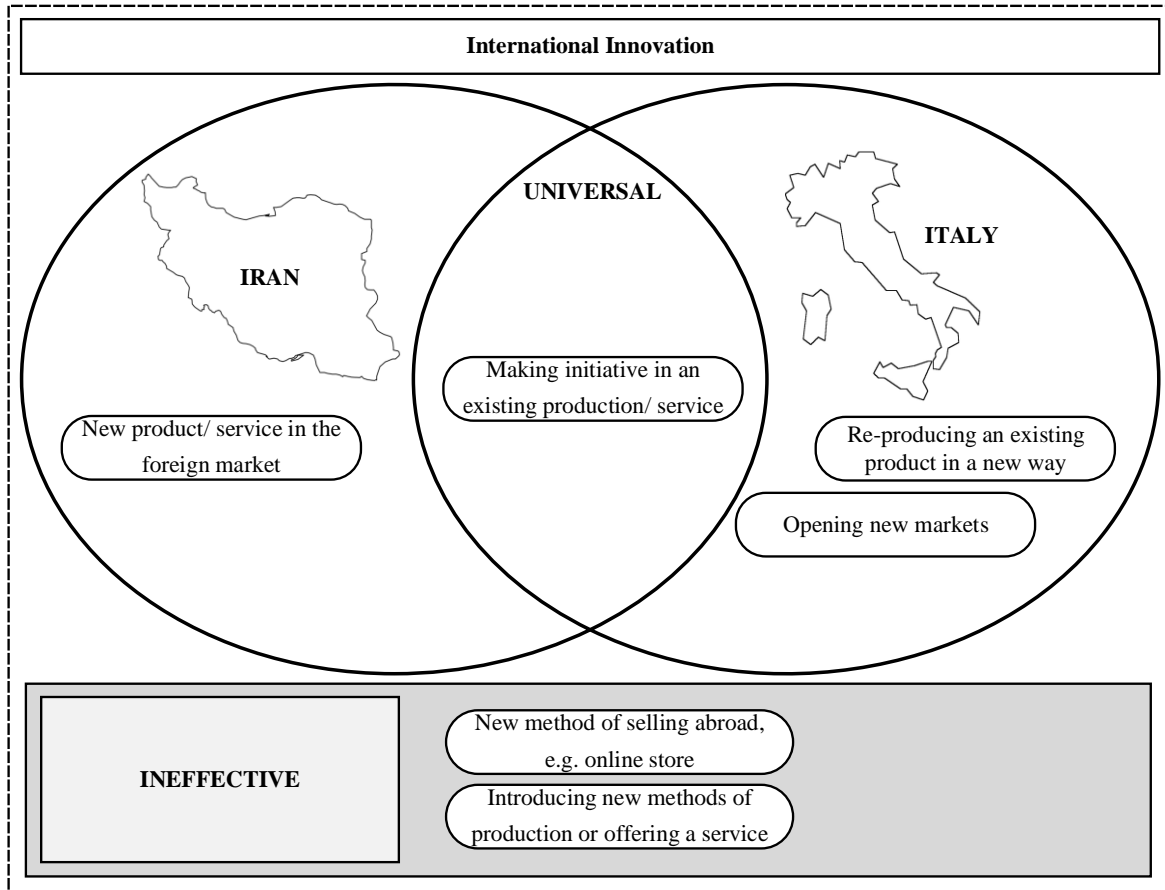 International Innovation
UNIVERSAL
IRAN
ITALY
Making initiative in an
existing production/ service
New product/ service in the
foreign market
Re-producing an existing
product in a new way
Opening new markets
INEFFECTIVE
New method of selling abroad,
e.g. online store
Introducing new methods of
production or offering a service